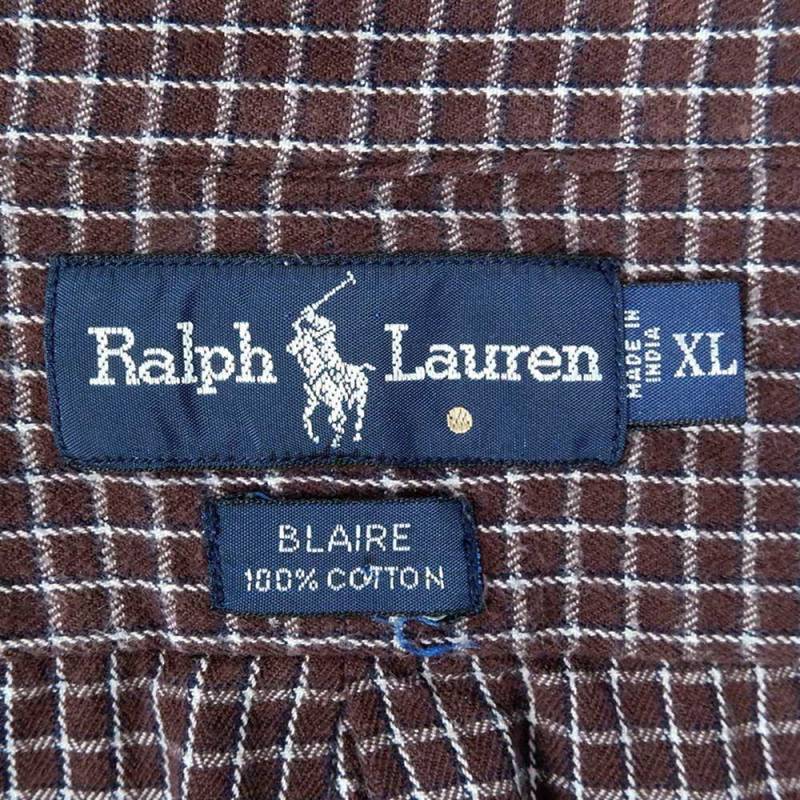 Ralph Lauren
MADE IN
INDIA
XL
BLAIRE
100% COTTON